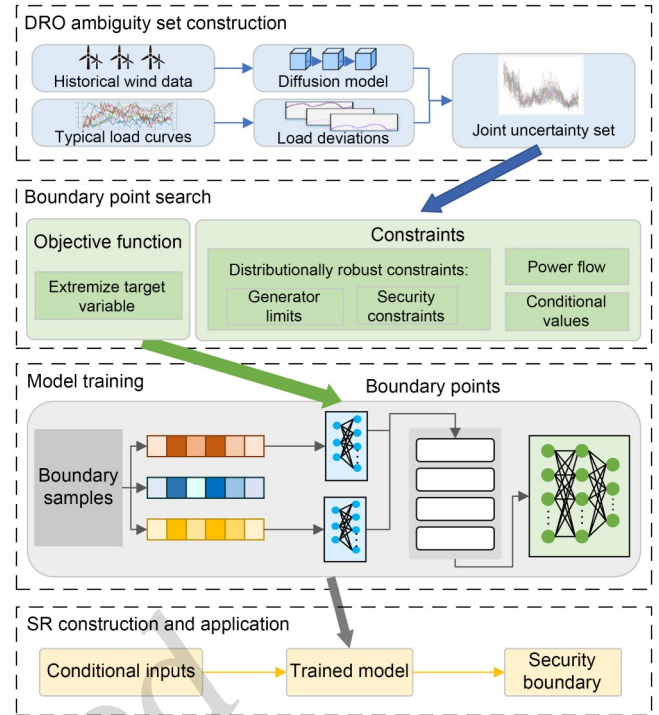 DRO ambiguity set construction
Historical wind data
Diffusion model
Typical load curves
Load deviations
Joint uncertainty set
Boundary point search
Objective function
Extremize target
variable
Constraints
Distributionally robust constraints:
Generator
limits
Security
constraints
Power flow
Conditional
values
Model training
Boundary points
Boundary
samples
SR construction and application
Conditional inputs
Trained model
Security
boundary